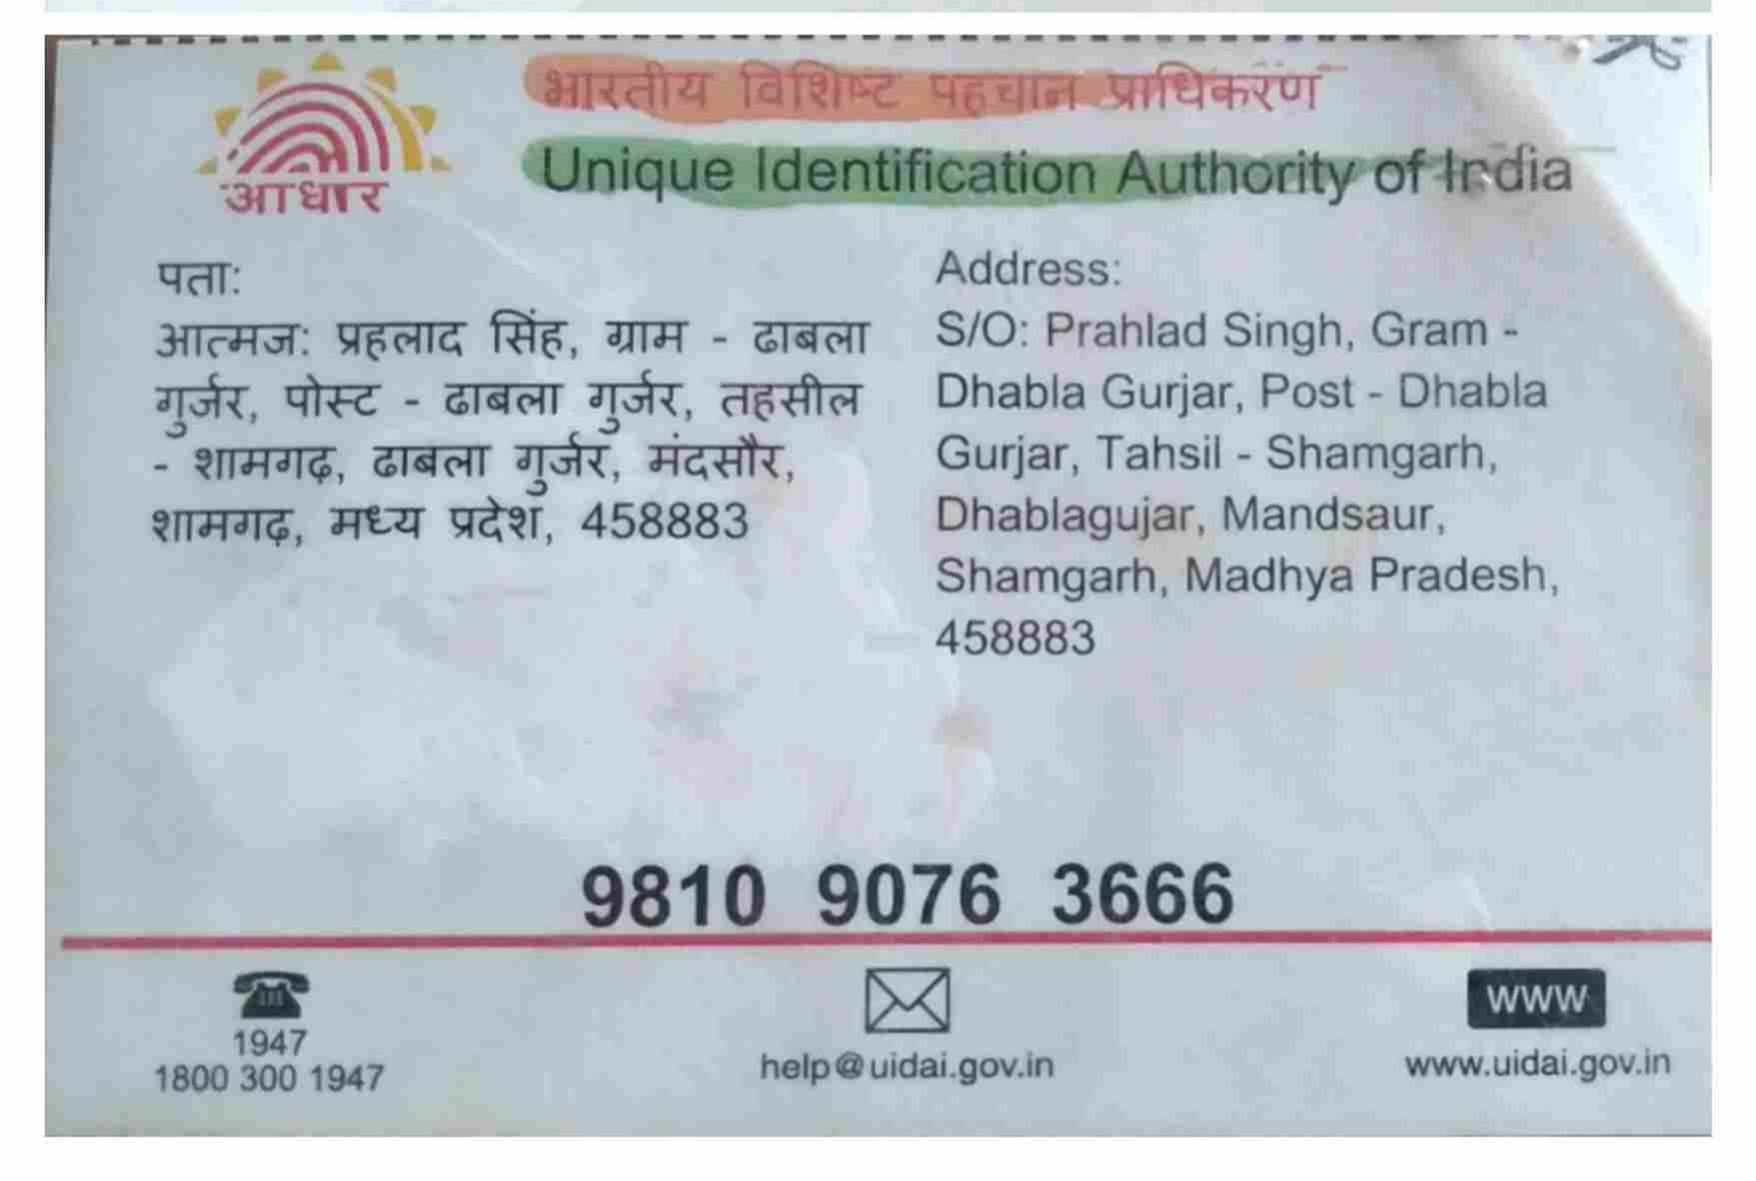 भारतीय विशिष्ट पहचान प्राधिकरण
Unique Identification Authority of India
आधार
पता:
आत्मज: प्रहलाद सिंह, ग्राम - ढाबला
गुर्जर, पोस्ट - ढाबला गुर्जर, तहसील
- शामगढ़, ढाबला गुर्जर, मंदसौर,
शामगढ़, मध्य प्रदेश, 458883
Address:
S/O: Prahlad Singh, Gram -
Dhabla Gurjar, Post - Dhabla
Gurjar, Tahsil - Shamgarh,
Dhablagujar, Mandsaur,
Shamgarh, Madhya Pradesh,
458883
9810 9076 3666
1947
1800 300 1947
help@uidai.gov.in
www
www.uidai.gov.in